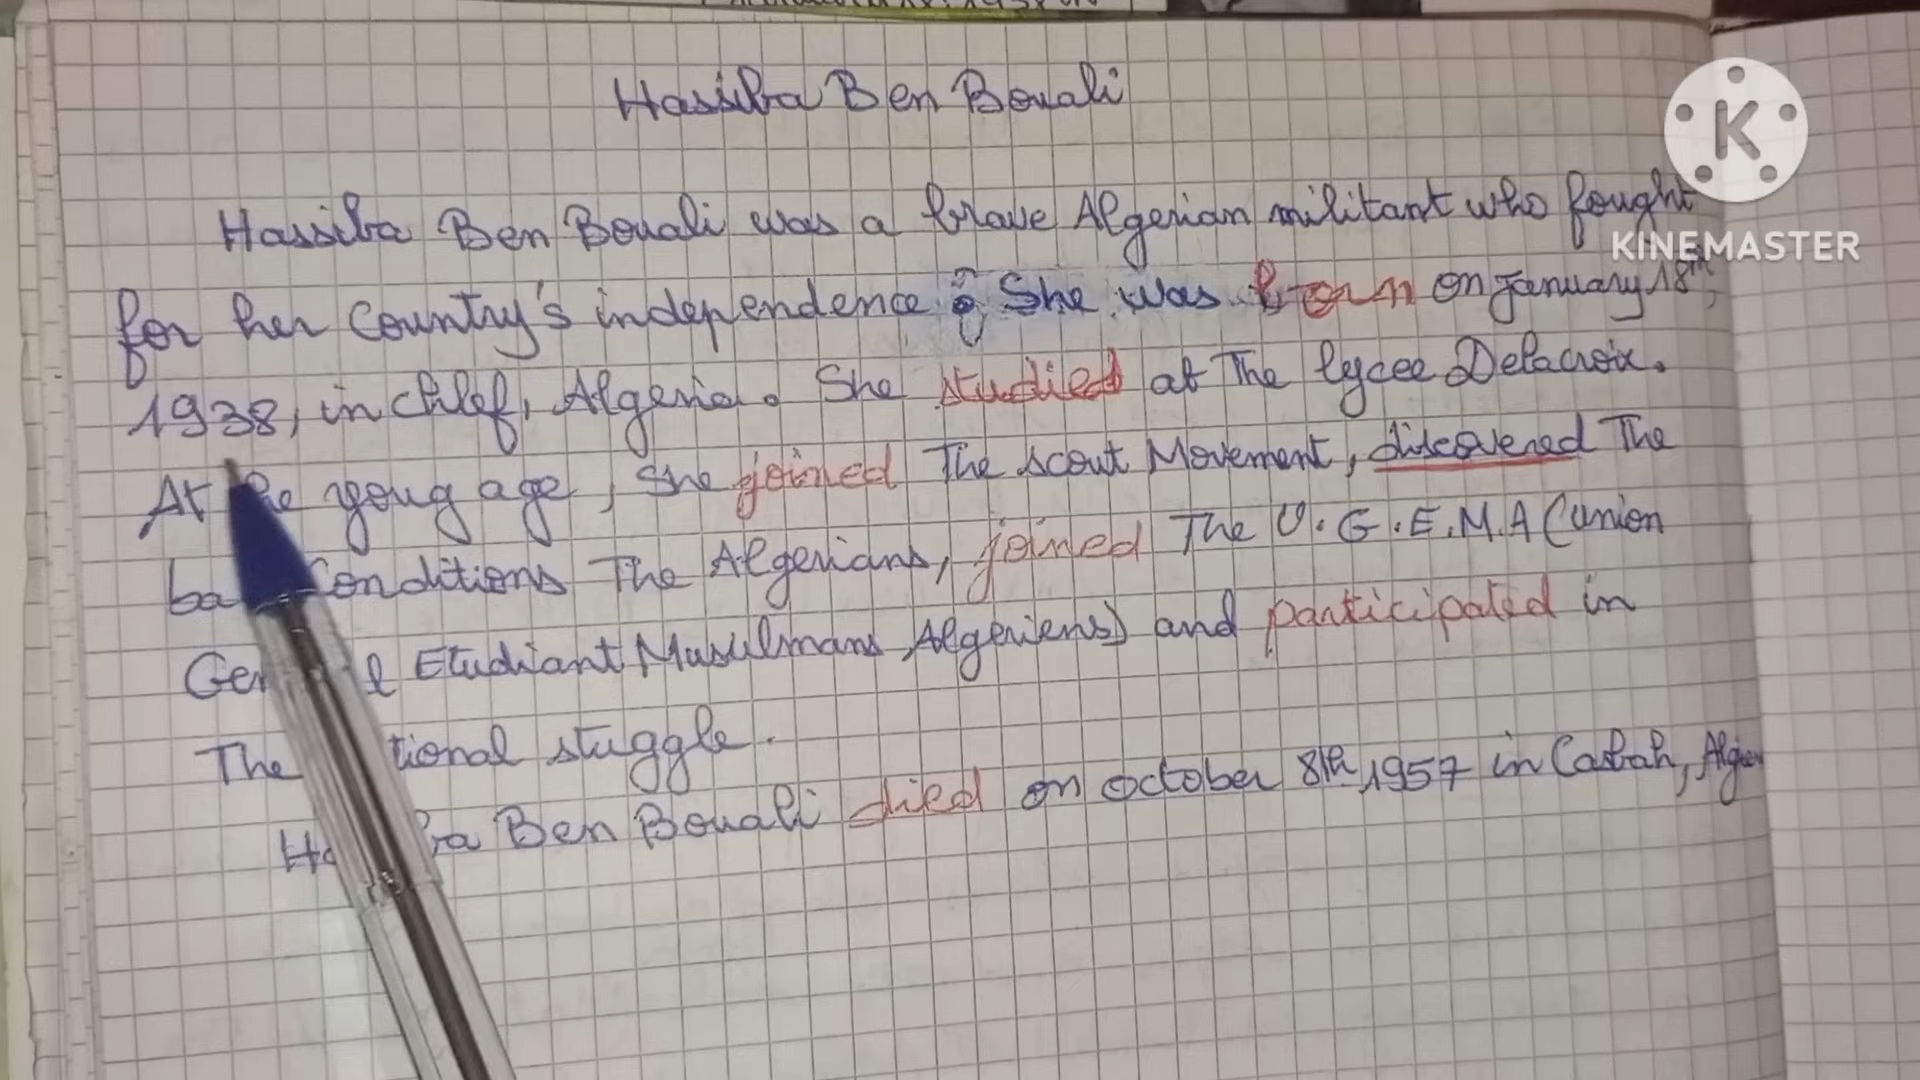 Hassiba Ben Bouali
Hassiba Ben Bouali was a brave Algerian militant who fought
for her country's independence. She was born on January 18th,
1938, in Chlef, Algeria. She studied at The lycee Delacroix.
At young age, She joined The scout Movement, discovered The
conditions The Algerians, joined The U.G.E.M.A (union
Etudiant Musulmans Algeriens) and participated in
The stuggle.
Ben Bouali died on october 8th, 1957 in Casbah,
K
KINEMASTER